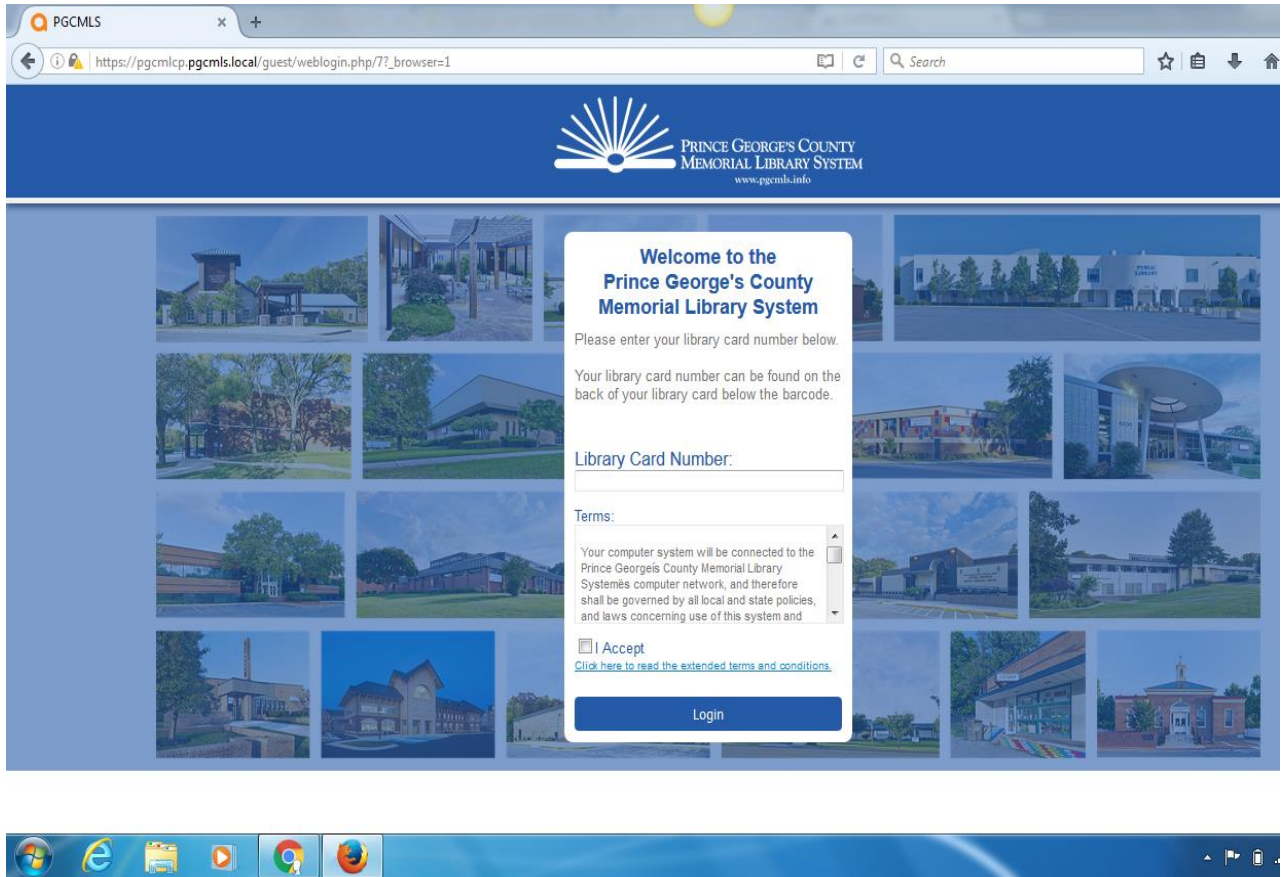 PGCMLS
https://pgcmlcp.pgcmls.local/guest/weblogin.php/7?_browser=1
Search
PRINCE GEORGE'S COUNTY
MEMORIAL LIBRARY SYSTEM
www.pgcmls.info
Welcome to the
Prince George's County
Memorial Library System
Please enter your library card number below.
Your library card number can be found on the
back of your library card below the barcode.
Library Card Number:
Terms:
Your computer system will be connected to the
Prince Georgeís County Memorial Library
Systemës computer network, and therefore
shall be governed by all local and state policies,
and laws concerning use of this system and
I Accept
Click here to read the extended terms and conditions.
Login
PUBLIC
LIBRARY